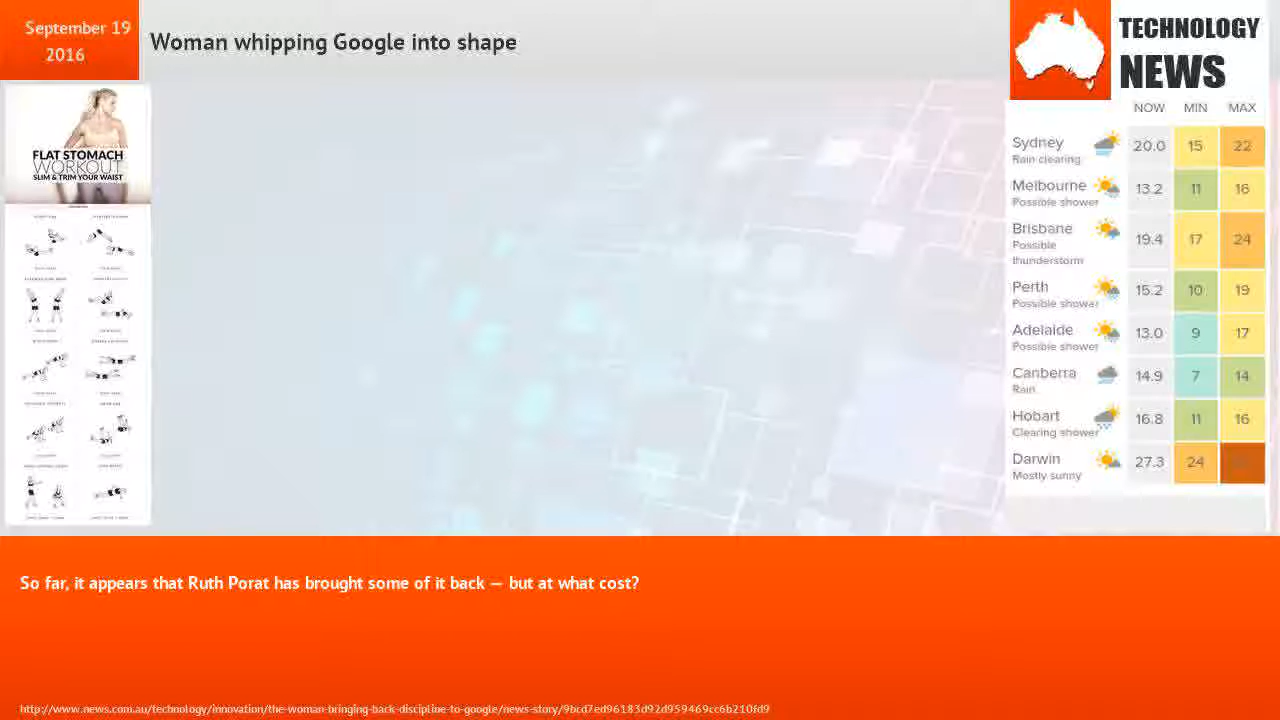 September 19
2016
Woman whipping Google into shape
TECHNOLOGY
NEWS
FLAT STOMACH
WORKOUT
SLIM & TRIM YOUR WAIST
NOW MIN MAX
Sydney 20.0 15 22
Rain clearing
Melbourne 13.2 11 16
Possible shower
Brisbane 19.4 17 24
Possible
thunderstorm
Perth 15.2 10 19
Possible shower
Adelaide 13.0 9 17
Possible shower
Canberra 14.9 7 14
Rain
Hobart 16.8 11 16
Clearing shower
Darwin 27.3 24
Mostly sunny
So far, it appears that Ruth Porat has brought some of it back — but at what cost?
http://www.news.com.au/technology/innovation/the-woman-bringing-back-discipline-to-google/news-story/9bcd7ed96183d92d959469cc6b210fd9